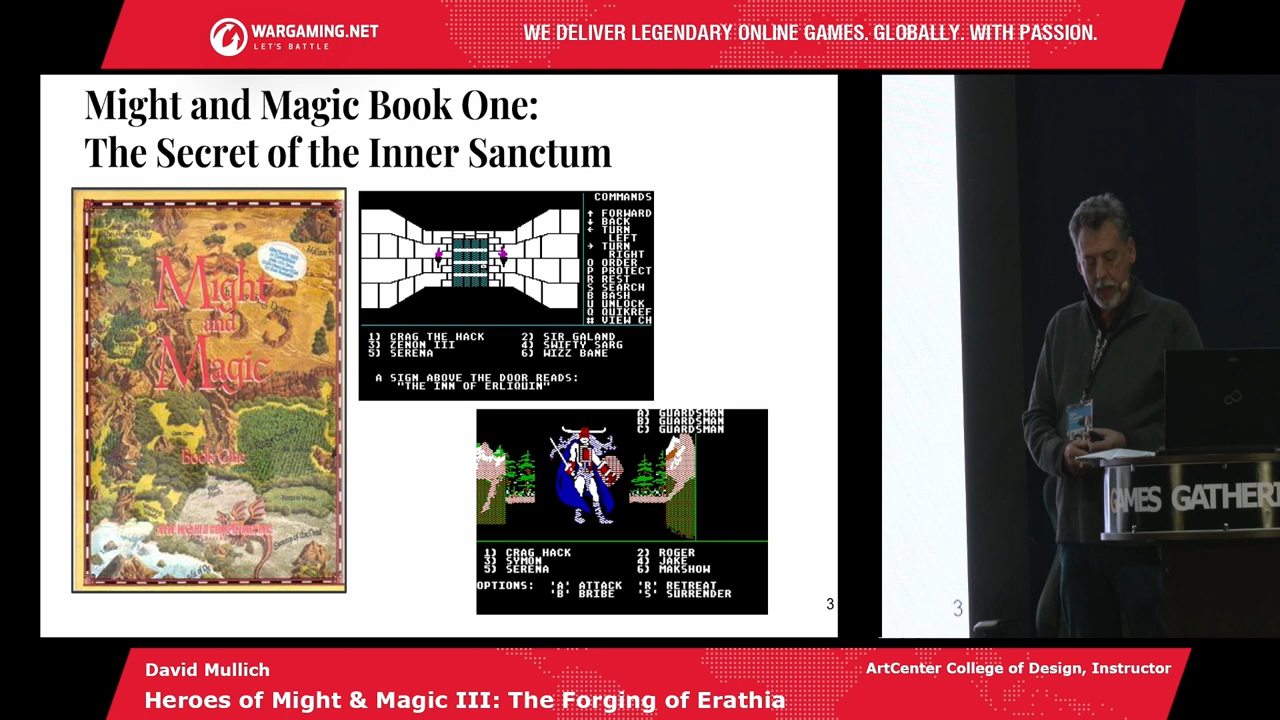 WARGAMING.NET
LET'S BATTLE
WE DELIVER LEGENDARY ONLINE GAMES. GLOBALLY. WITH PASSION.
Might and Magic Book One:
The Secret of the Inner Sanctum
Might
and
Magic
Book One
COMMANDS
↑ FORWARD
↓ BACK
← TURN
LEFT
→ TURN
RIGHT
O ORDER
P PROTECT
R REST
S SEARCH
B BASH
U UNLOCK
Q QUIKREF
# VIEW CH
1) CRAG THE HACK 2) SIR GALAND
3) ZENON III 4) SWIFTY SARG
5) SERENA 6) WIZZ BANE
A SIGN ABOVE THE DOOR READS:
"THE INN OF ERLIQUIN"
A) GUARDSMAN
B) GUARDSMAN
C) GUARDSMAN
1) CRAG HACK 2) ROGER
3) SYMON 4) JAKE
5) SERENA 6) MAKSHOW
OPTIONS: 'A' ATTACK 'R' RETREAT
'B' BRIBE 'S' SURRENDER
3
3
GAMES GATHER
David Mullich
ArtCenter College of Design, Instructor
Heroes of Might & Magic III: The Forging of Erathia